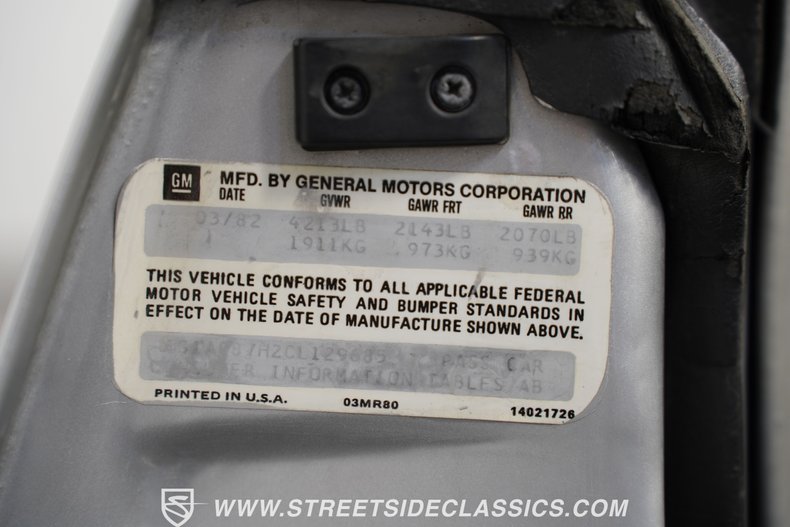 GM MFD. BY GENERAL MOTORS CORPORATION
DATE GVWR GAWR FRT GAWR RR
03/82 4213LB 2143LB 2070LB
1911KG 973KG 939KG
THIS VEHICLE CONFORMS TO ALL APPLICABLE FEDERAL
MOTOR VEHICLE SAFETY AND BUMPER STANDARDS IN
EFFECT ON THE DATE OF MANUFACTURE SHOWN ABOVE.
PASS CAR
INFORMATION TABLES/AB
PRINTED IN U.S.A. 03MR80 14021726
WWW.STREETSIDECLASSICS.COM